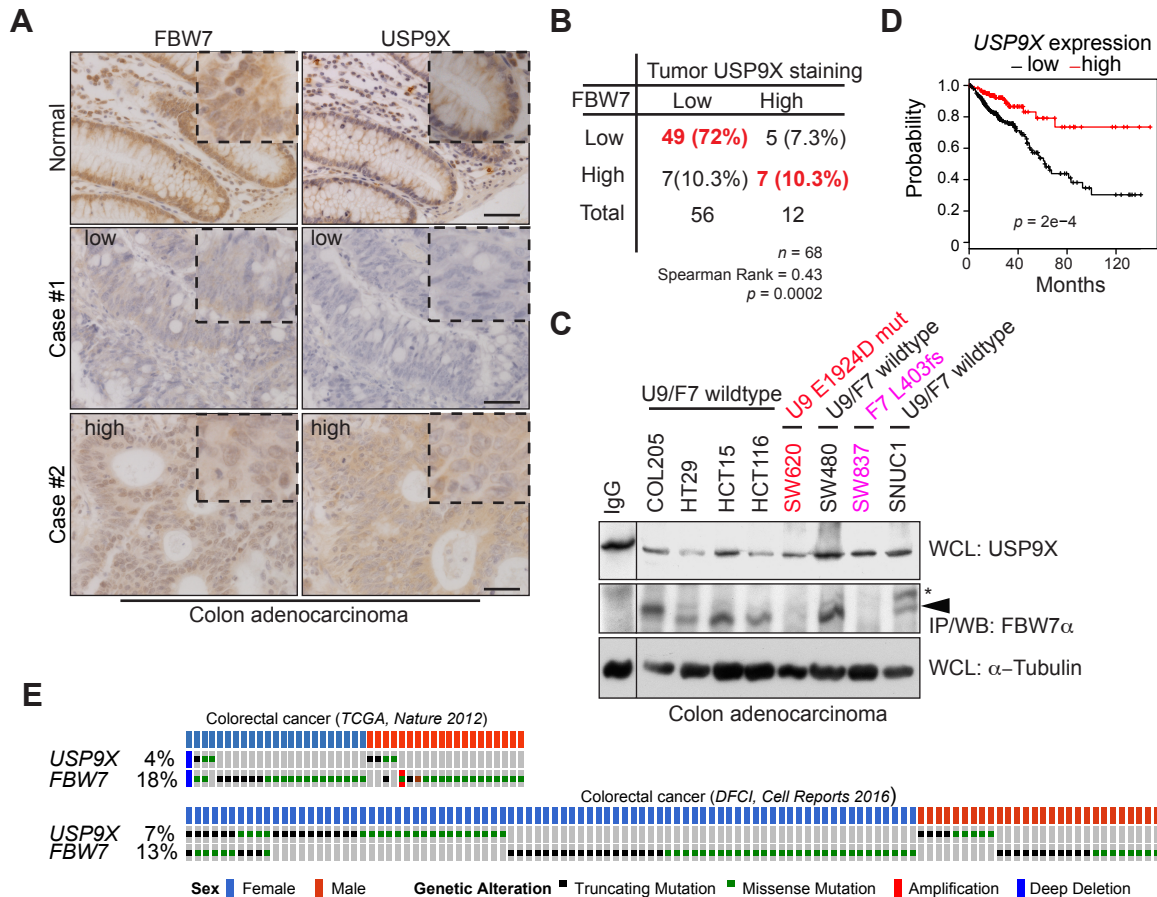 A
FBW7 USP9X
Normal
Case #1
low low
Case #2
high high
Colon adenocarcinoma
B
Tumor USP9X staining
FBW7 Low High
Low 49 (72%) 5 (7.3%)
High 7(10.3%) 7 (10.3%)
Total 56 12
n = 68
Spearman Rank = 0.43
p = 0.0002
D
USP9X expression
low high
Probability
1.0
0.8
0.6
0.4
0.2
0
p = 2e−4
0 40 80 120
Months
C
U9/F7 wildtype
U9 E1924D mut
U9/F7 wildtype
F7 L403fs
U9/F7 wildtype
IgG
COL205
HT29
HCT15
HCT116
SW620
SW480
SW837
SNUC1
WCL: USP9X
*
IP/WB: FBW7α
WCL: α−Tubulin
Colon adenocarcinoma
E
Colorectal cancer (TCGA, Nature 2012)
USP9X 4%
FBW7 18%
Colorectal cancer (DFCI, Cell Reports 2016)
USP9X 7%
FBW7 13%
Sex Female Male Genetic Alteration Truncating Mutation Missense Mutation Amplification Deep Deletion